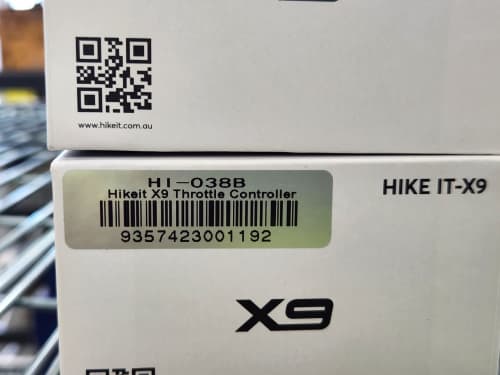 www.hikeit.com.au
HI-038B
Hikeit X9 Throttle Controller
9357423001192
HIKE IT-X9
X9